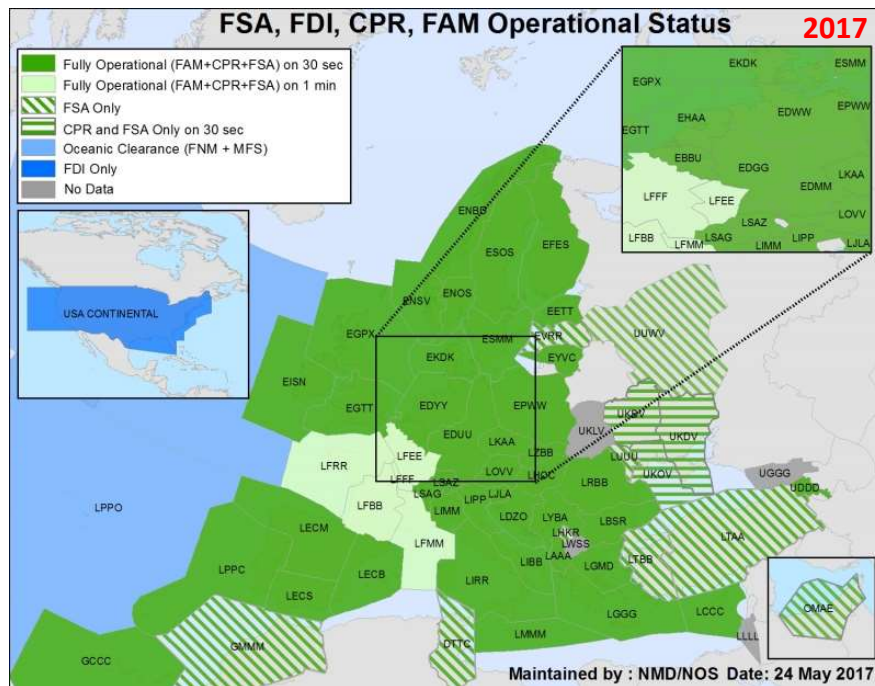 FSA, FDI, CPR, FAM Operational Status
2017
Fully Operational (FAM+CPR+FSA) on 30 sec
Fully Operational (FAM+CPR+FSA) on 1 min
FSA Only
CPR and FSA Only on 30 sec
Oceanic Clearance (FNM + MFS)
FDI Only
No Data
EKDK
ESMM
EGPX
EPWW
EHAA
EDWW
EGTT
EBBU
EDGG
LKAA
EDMM
LFFF
LFEE
LOVV
LSAZ
LFBB
LFMM
LSAG
LIMM
LIPP
LJLA
USA CONTINENTAL
ENBD
ESOS
EFES
ENSV
ENOS
EETT
EGPX
ESMM
EVRR
UUWV
EKDK
EYVC
EISN
EGTT
EDYY
EPWW
UKBV
UKLV
UKDV
EDUU
LKAA
LFEE
LZBB
LUUU
LFRR
LOVV
LHCC
UKOV
UGGG
LFFF
LSAZ
LRBB
UDDD
LPPO
LFBB
LSAG
LIPP
LJLA
LIMM
LDZO
LYBA
LBSR
LECM
LHKR
LTAA
LFMM
LWSS
LAAA
LTBB
LPPC
LECB
LIBB
LGMD
LIRR
OMAE
LECS
LGGG
LCCC
GMMM
DTTC
LMMM
LLLL
GCCC
Maintained by : NMD/NOS Date: 24 May 2017